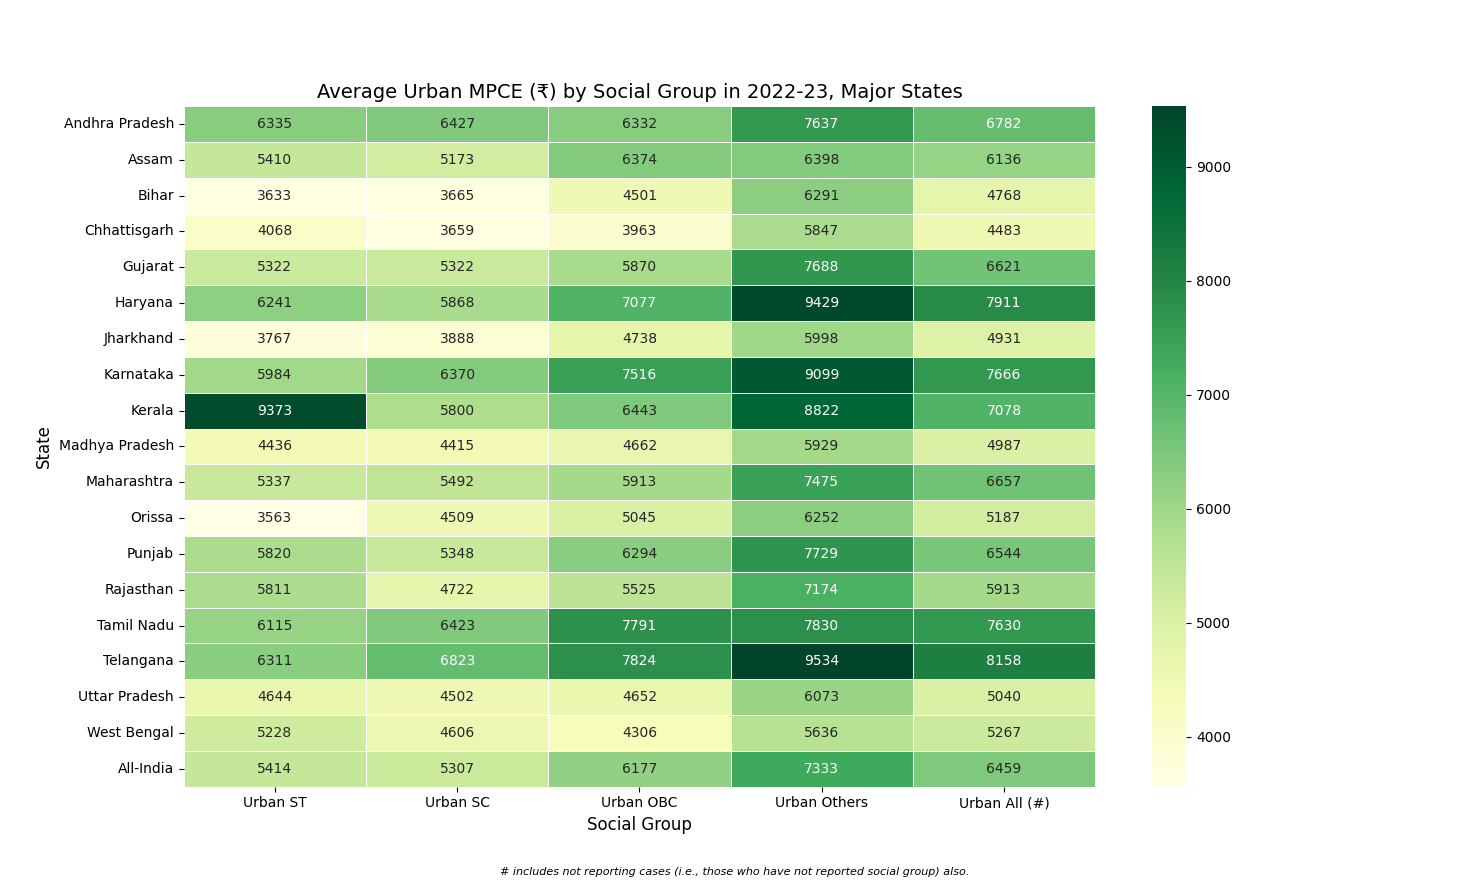 Average Urban MPCE (₹) by Social Group in 2022-23, Major States
Andhra Pradesh 6335 6427 6332 7637 6782
Assam 5410 5173 6374 6398 6136
Bihar 3633 3665 4501 6291 4768
Chhattisgarh 4068 3659 3963 5847 4483
Gujarat 5322 5322 5870 7688 6621
Haryana 6241 5868 7077 9429 7911
Jharkhand 3767 3888 4738 5998 4931
Karnataka 5984 6370 7516 9099 7666
Kerala 9373 5800 6443 8822 7078
Madhya Pradesh 4436 4415 4662 5929 4987
Maharashtra 5337 5492 5913 7475 6657
Orissa 3563 4509 5045 6252 5187
Punjab 5820 5348 6294 7729 6544
Rajasthan 5811 4722 5525 7174 5913
Tamil Nadu 6115 6423 7791 7830 7630
Telangana 6311 6823 7824 9534 8158
Uttar Pradesh 4644 4502 4652 6073 5040
West Bengal 5228 4606 4306 5636 5267
All-India 5414 5307 6177 7333 6459
Urban ST Urban SC Urban OBC Urban Others Urban All (#)
Social Group
State
9000
8000
7000
6000
5000
4000
# includes not reporting cases (i.e., those who have not reported social group) also.